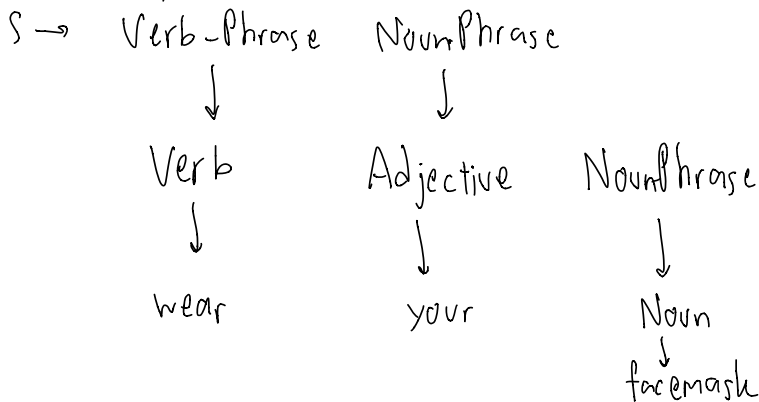 S → Verb-Phrase NounPhrase
Verb Adjective NounPhrase
wear your Noun
facemask